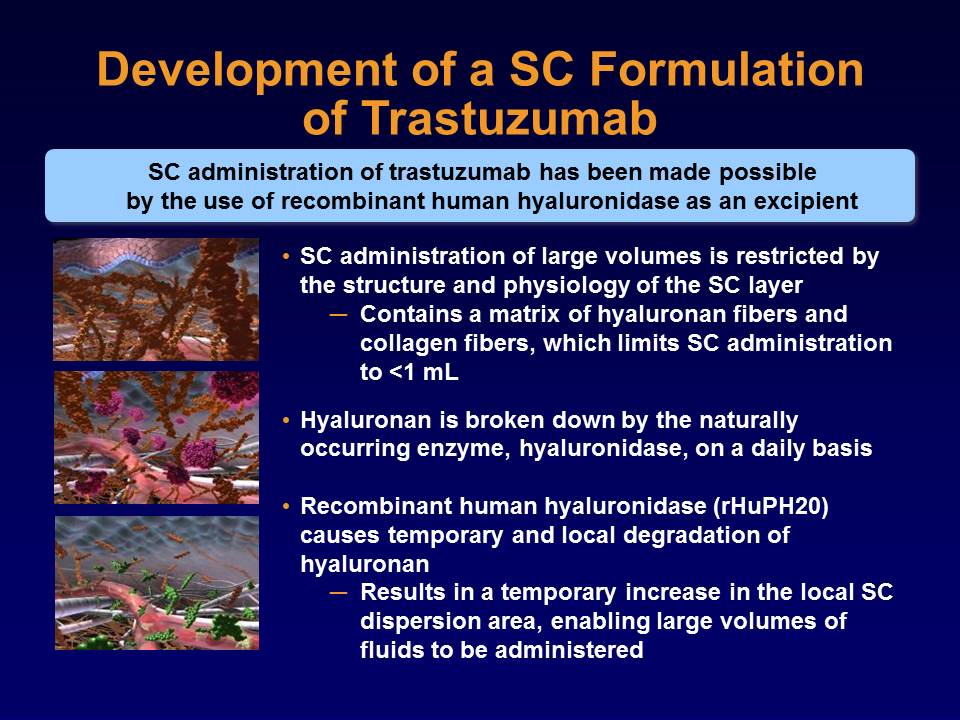 Development of a SC Formulation
of Trastuzumab
SC administration of trastuzumab has been made possible
by the use of recombinant human hyaluronidase as an excipient
• SC administration of large volumes is restricted by
the structure and physiology of the SC layer
— Contains a matrix of hyaluronan fibers and
collagen fibers, which limits SC administration
to <1 mL
• Hyaluronan is broken down by the naturally
occurring enzyme, hyaluronidase, on a daily basis
• Recombinant human hyaluronidase (rHuPH20)
causes temporary and local degradation of
hyaluronan
— Results in a temporary increase in the local SC
dispersion area, enabling large volumes of
fluids to be administered